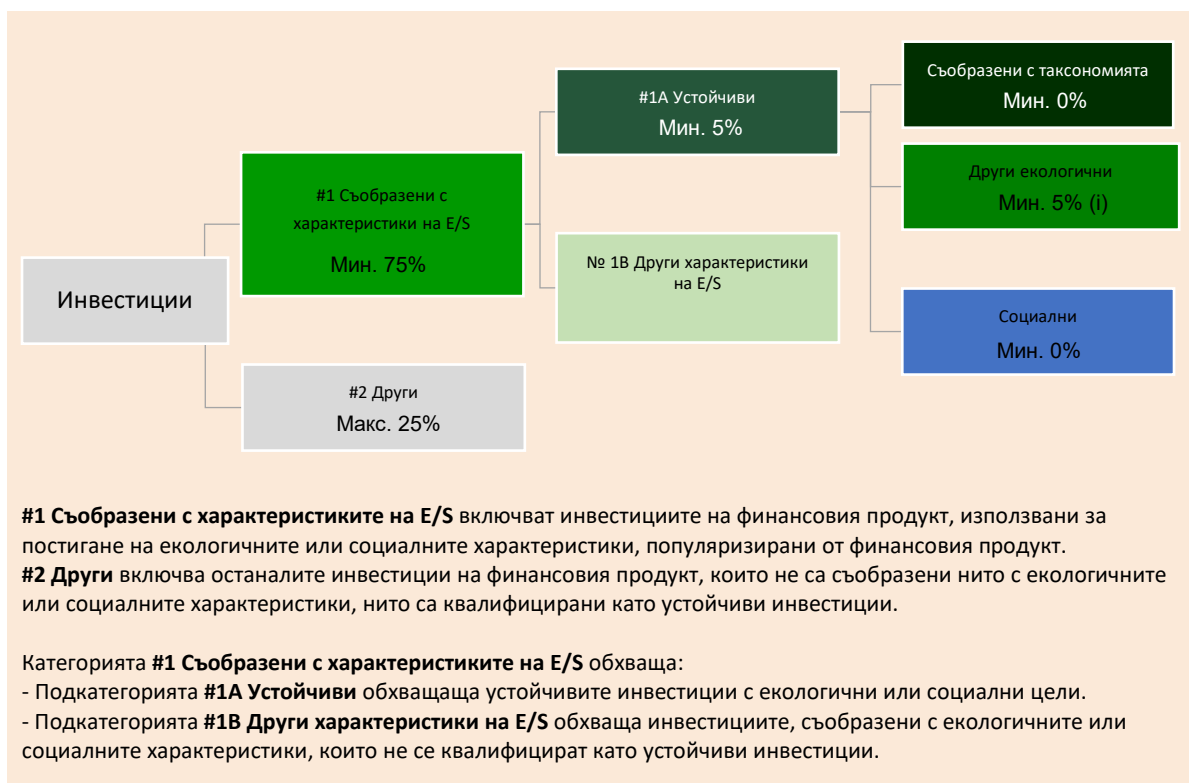 Инвестиции
#1 Съобразени с
характеристики на E/S
Мин. 75%
#2 Други
Макс. 25%
#1A Устойчиви
Мин. 5%
№ 1B Други характеристики
на E/S
Съобразени с таксономията
Мин. 0%
Други екологични
Мин. 5% (i)
Социални
Мин. 0%
#1 Съобразени с характеристиките на E/S включват инвестициите на финансовия продукт, използвани за
постигане на екологичните или социалните характеристики, популяризирани от финансовия продукт.
#2 Други включва останалите инвестиции на финансовия продукт, които не са съобразени нито с екологичните
или социалните характеристики, нито са квалифицирани като устойчиви инвестиции.
Категорията #1 Съобразени с характеристиките на E/S обхваща:
- Подкатегорията #1A Устойчиви обхващаща устойчивите инвестиции с екологични или социални цели.
- Подкатегорията #1B Други характеристики на E/S обхваща инвестициите, съобразени с екологичните или
социалните характеристики, които не се квалифицират като устойчиви инвестиции.